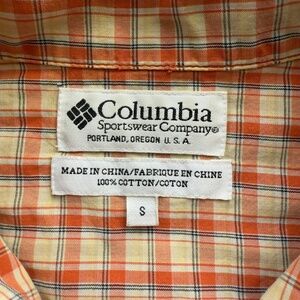 Columbia
Sportswear Company®
PORTLAND, OREGON U. S. A.
MADE IN CHINA/FABRIQUE EN CHINE
100% COTTON/COTON
S